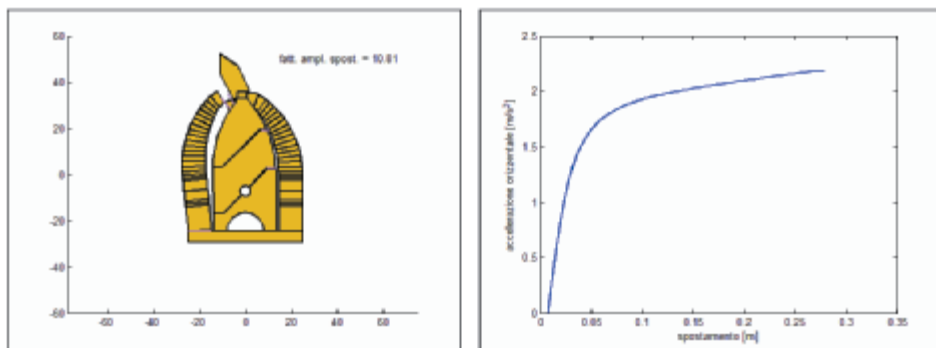 60
40
20
0
-20
-40
-60
-60 -40 -20 0 20 40 60
fatt. ampl. spost. = 10.81
2.5
2
1.5
1
0.5
0
0 0.05 0.1 0.15 0.2 0.25 0.3 0.35
accellerazione orizzentale [m/s²]
spostamento [m]